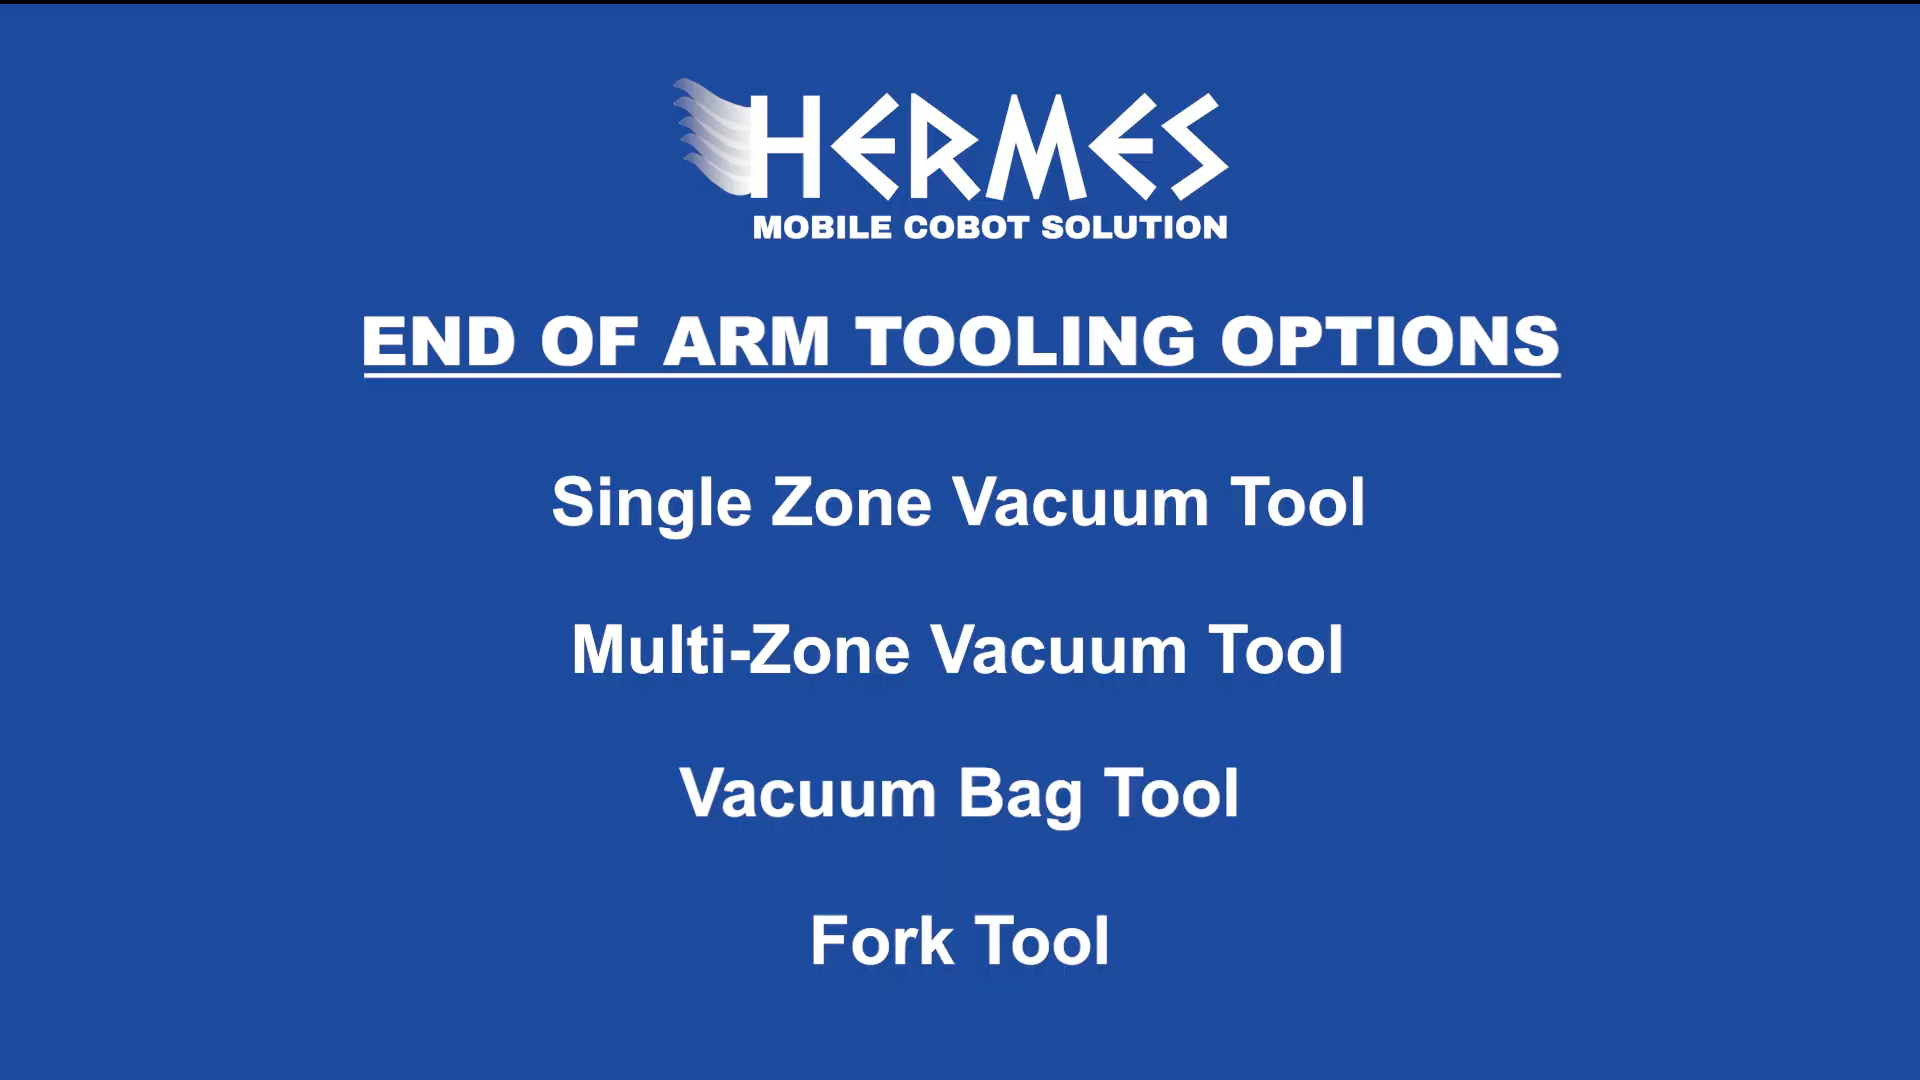 HERMES
MOBILE COBOT SOLUTION
END OF ARM TOOLING OPTIONS
Single Zone Vacuum Tool
Multi-Zone Vacuum Tool
Vacuum Bag Tool
Fork Tool